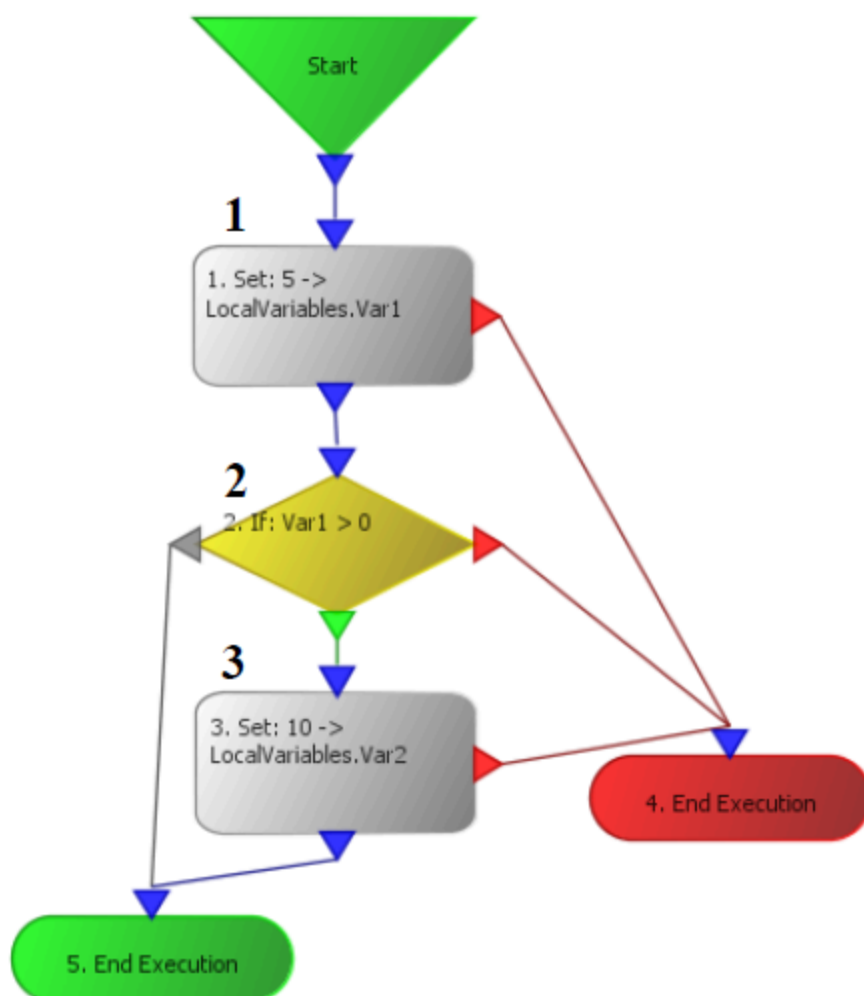 Start
1
1. Set: 5 ->
LocalVariables.Var1
2
2. If: Var1 > 0
3
3. Set: 10 ->
LocalVariables.Var2
4. End Execution
5. End Execution